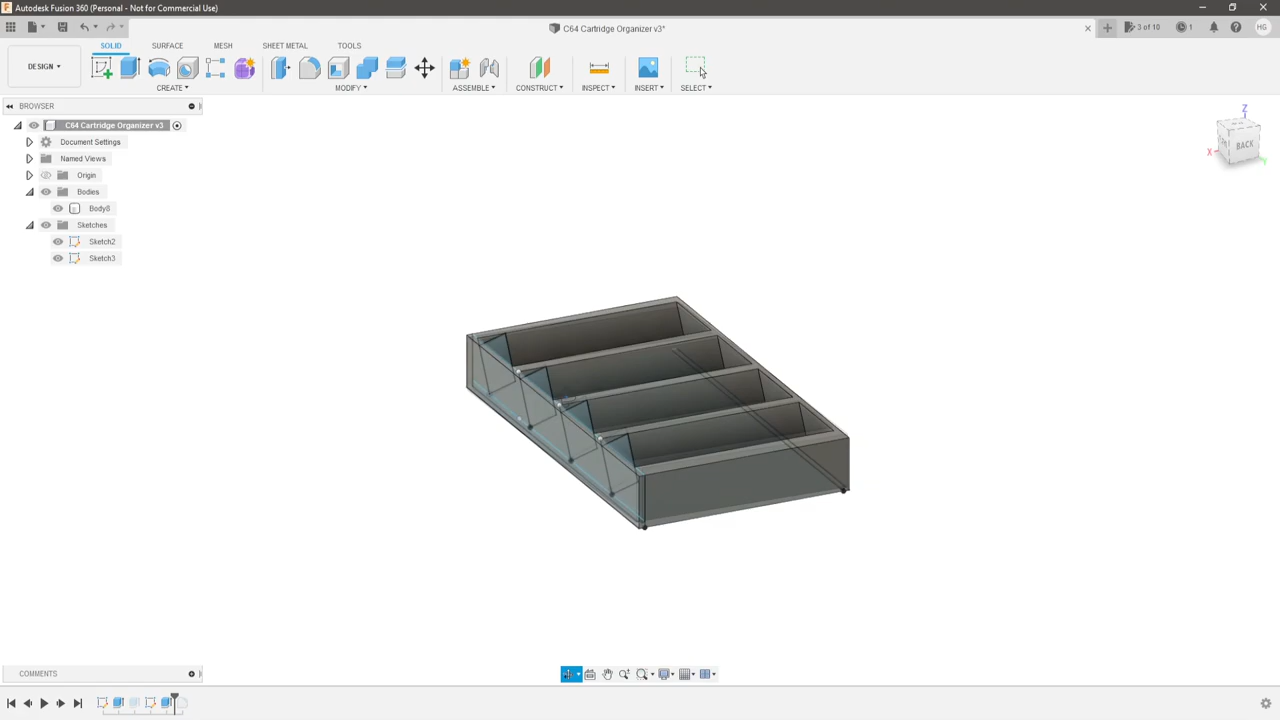 Autodesk Fusion 360 (Personal - Not for Commercial Use)
C64 Cartridge Organizer v3*
3 of 10
1
HG
DESIGN
SOLID
SURFACE
MESH
SHEET METAL
TOOLS
CREATE
MODIFY
ASSEMBLE
CONSTRUCT
INSPECT
INSERT
SELECT
BROWSER
C64 Cartridge Organizer v3
Document Settings
Named Views
Origin
Bodies
Body8
Sketches
Sketch2
Sketch3
Z
X
BACK
Y
COMMENTS